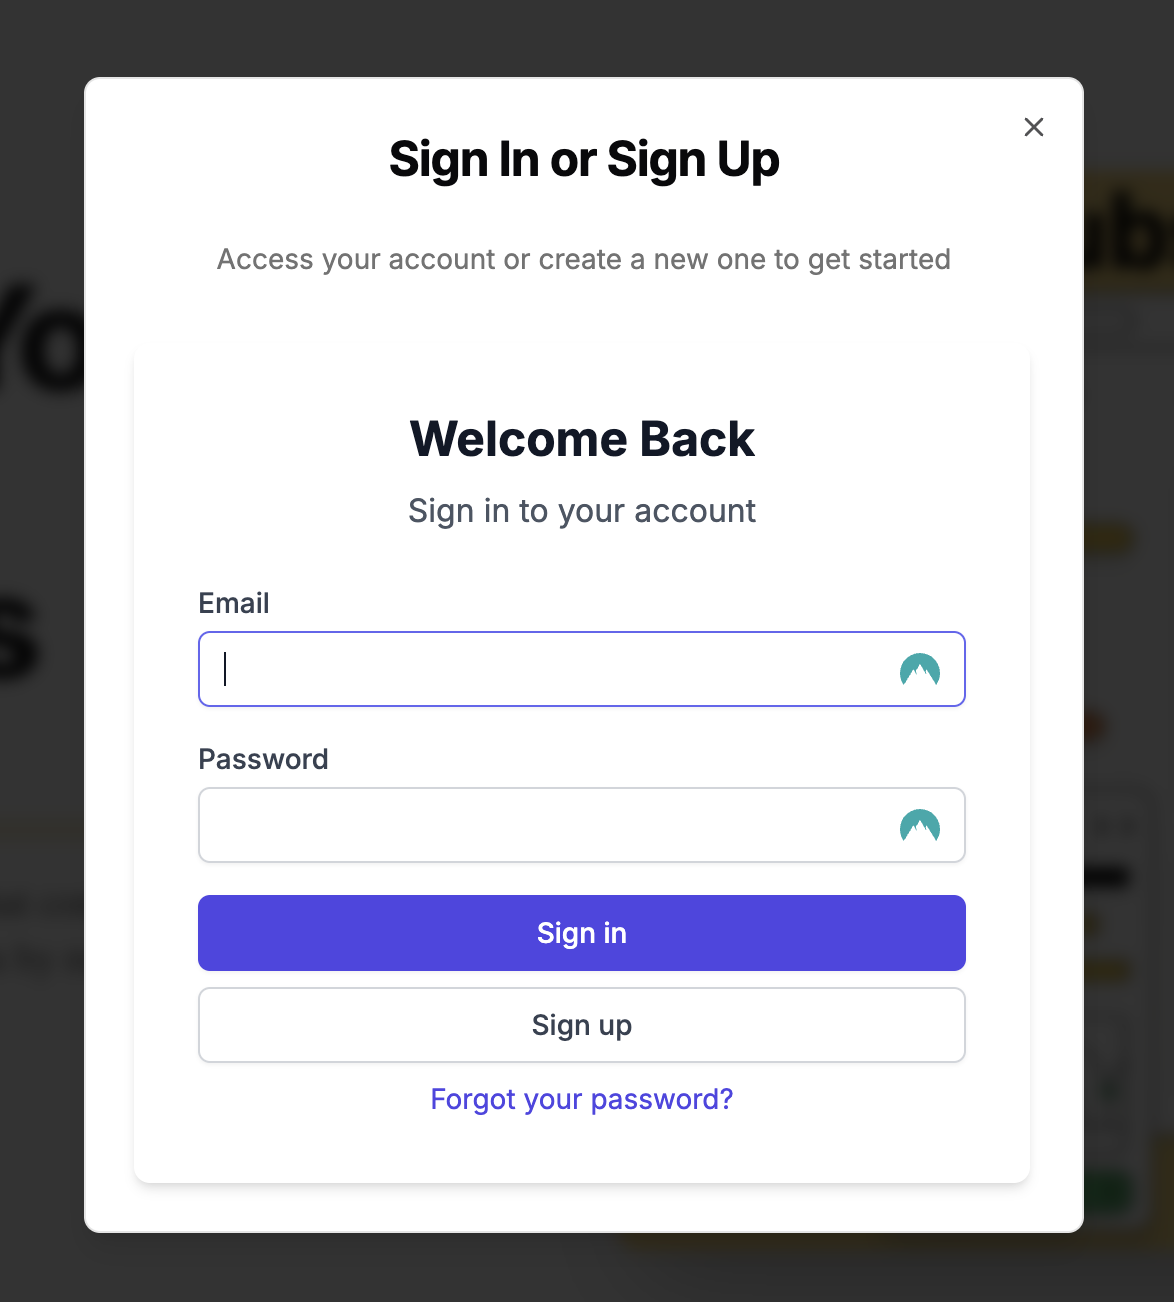 Sign In or Sign Up
Access your account or create a new one to get started
Welcome Back
Sign in to your account
Email
Password
Sign in
Sign up
Forgot your password?